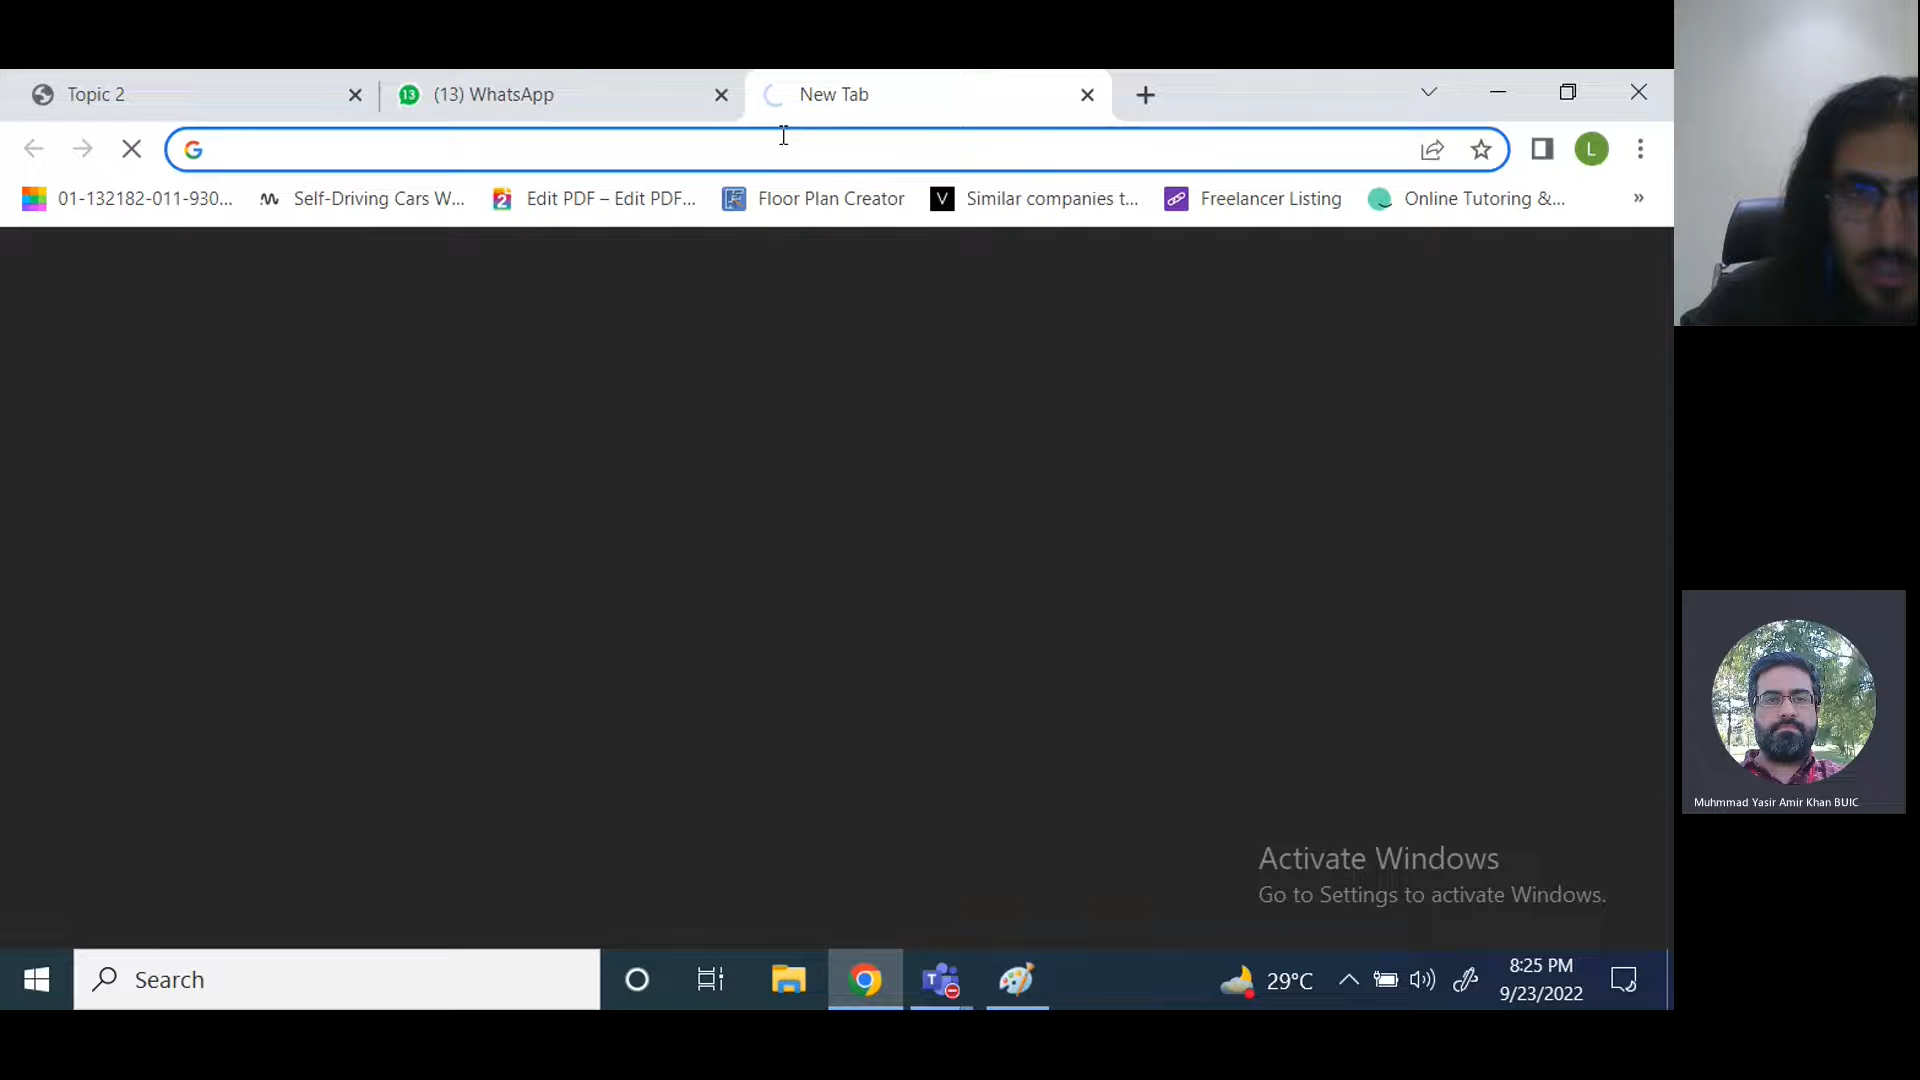 Topic 2
13
(13) WhatsApp
New Tab
L
01-132182-011-930...
Self-Driving Cars W...
2
Edit PDF – Edit PDF...
Floor Plan Creator
V
Similar companies t...
Freelancer Listing
Online Tutoring &...
»
Muhmmad Yasir Amir Khan BUIC
Activate Windows
Go to Settings to activate Windows.
Search
29°C
8:25 PM
9/23/2022